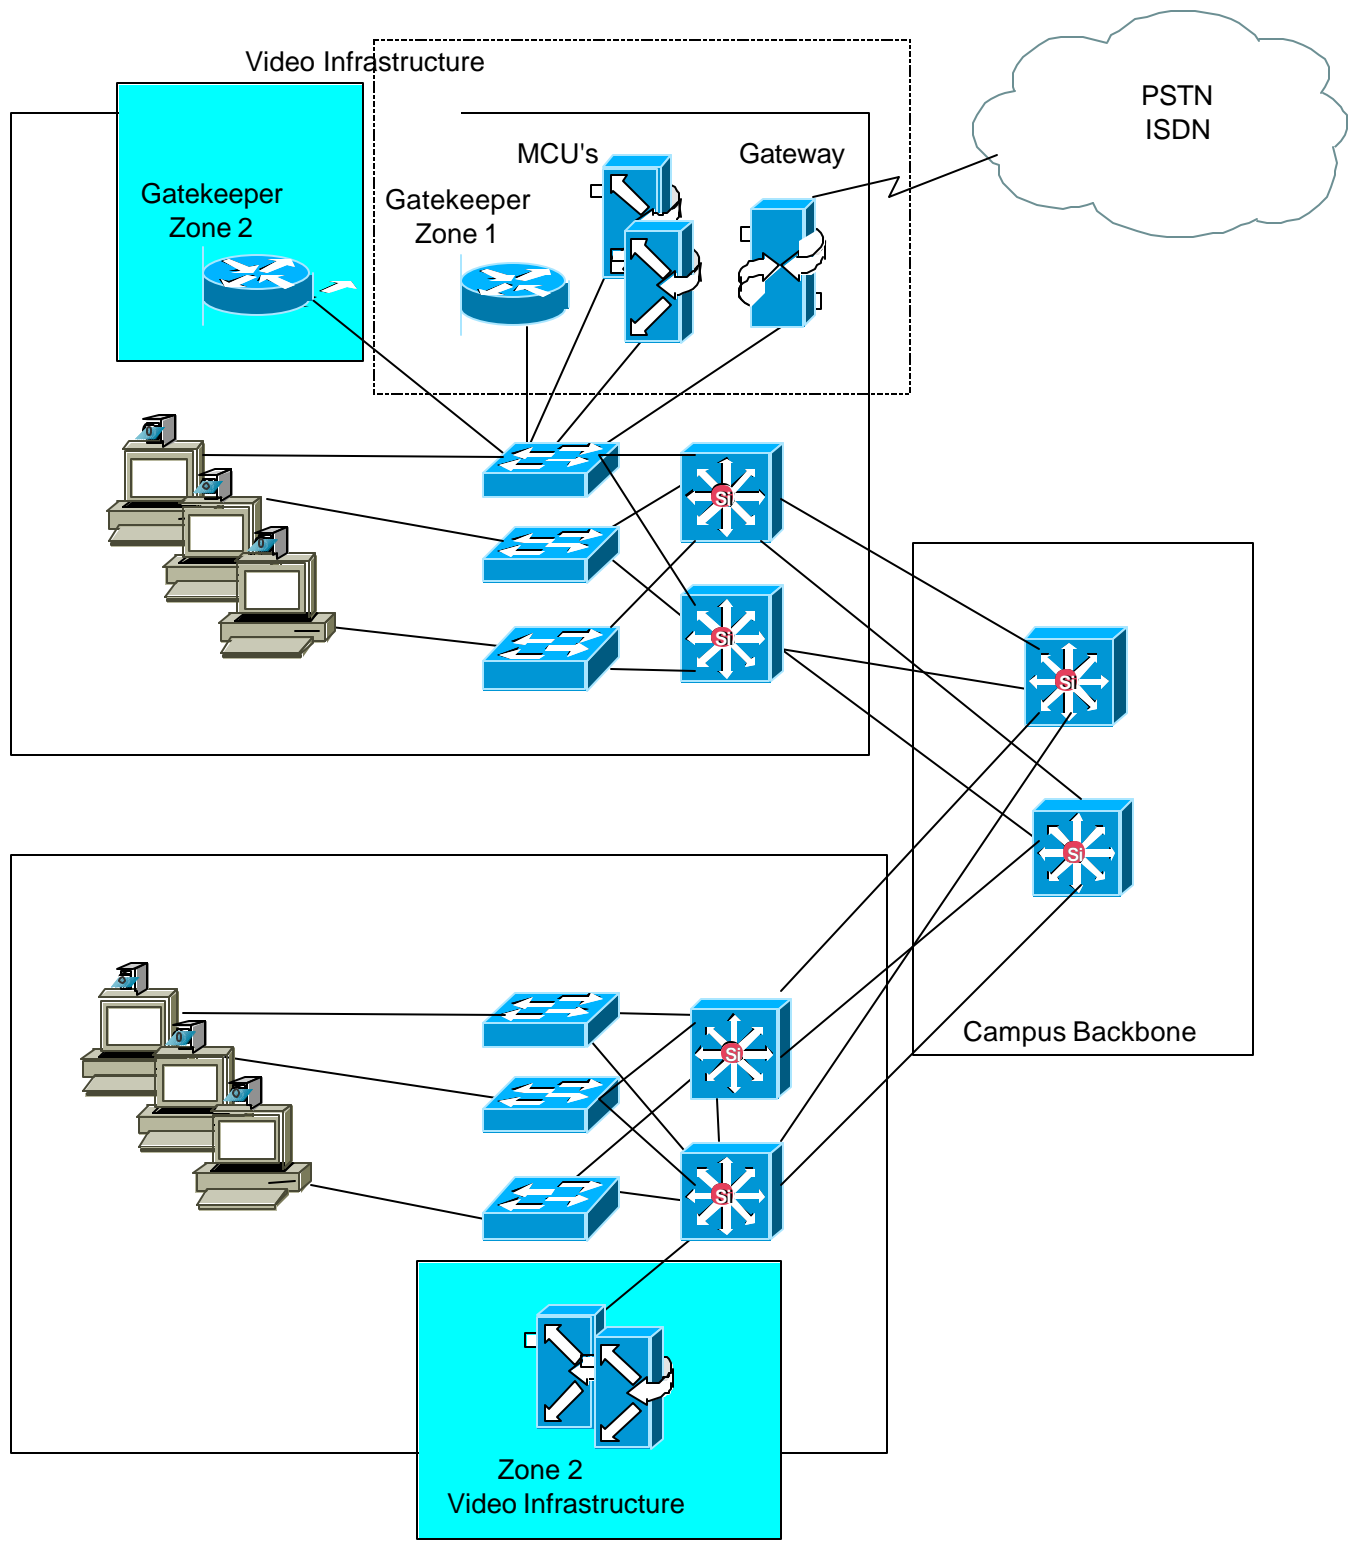 Video Infrastructure
PSTN
ISDN
MCU's
Gateway
Gatekeeper
Zone 2
Gatekeeper
Zone 1
Si
Si
Si
Si
Campus Backbone
Si
Si
Zone 2
Video Infrastructure